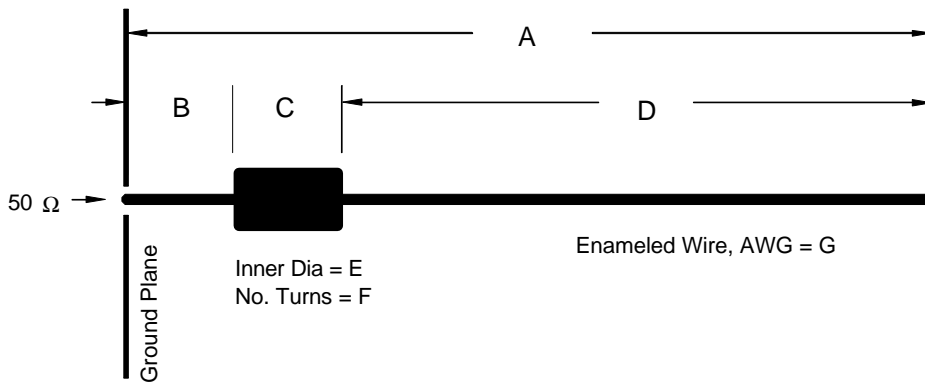 A
B
C
D
50 Ω
Enameled Wire, AWG = G
Inner Dia = E
No. Turns = F
Ground Plane